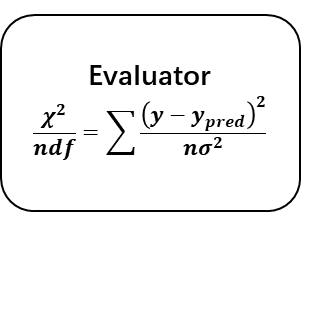 Evaluator
χ²/ndf = ∑ (y − y_pred)²/nσ²